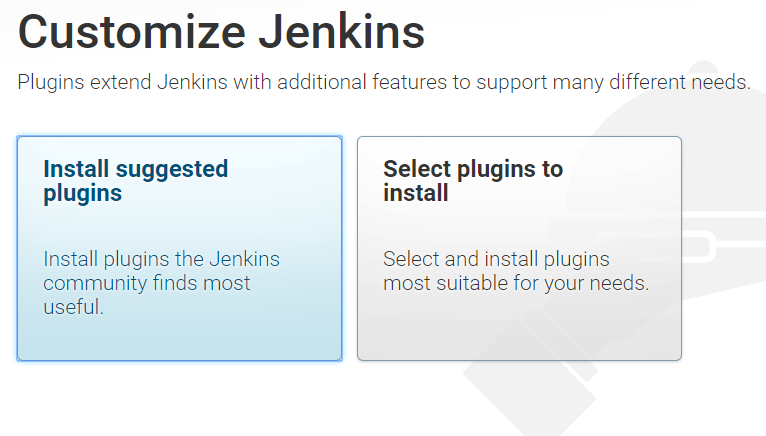 Customize Jenkins
Plugins extend Jenkins with additional features to support many different needs.
Install suggested
plugins
Install plugins the Jenkins
community finds most
useful.
Select plugins to
install
Select and install plugins
most suitable for your needs.